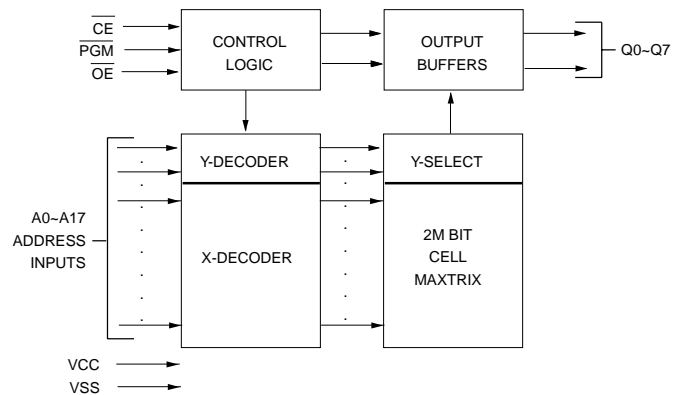 CE
PGM
OE
CONTROL
LOGIC
OUTPUT
BUFFERS
Q0~Q7
A0~A17
ADDRESS
INPUTS
Y-DECODER
X-DECODER
Y-SELECT
2M BIT
CELL
MAXTRIX
VCC
VSS